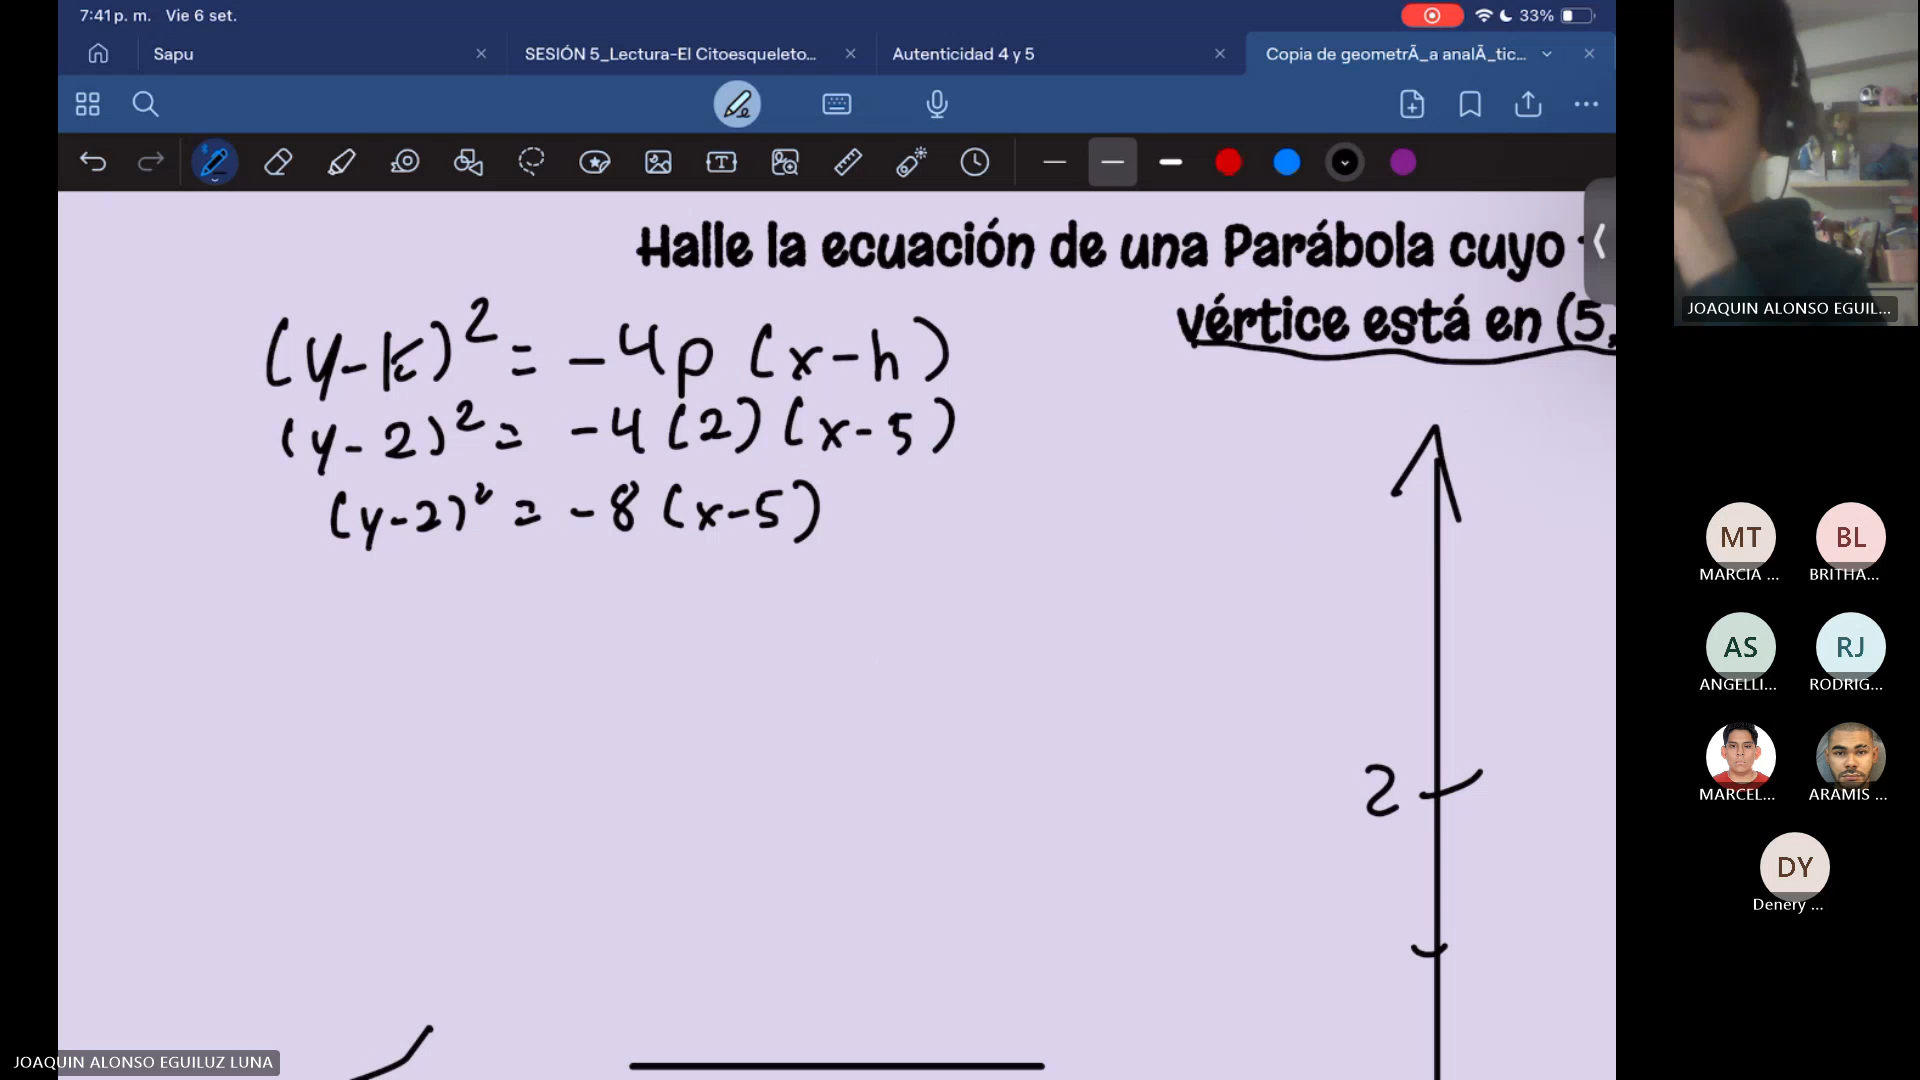 7:41 p. m. Vie 6 set.
33%
Sapu
SESIÓN 5_Lectura-El Citoesqueleto...
Autenticidad 4 y 5
Copia de geometrÃ_a analÃ_tic...
Halle la ecuación de una Parábola cuyo
vértice está en (5,
(y-k)² = -4p (x-h)
(y-2)² = -4(2)(x-5)
(y-2)² = -8(x-5)
2
JOAQUIN ALONSO EGUIL...
MT
MARCIA ...
BL
BRITHA...
AS
ANGELLI...
RJ
RODRIG...
MARCEL...
ARAMIS ...
DY
Denery ...
JOAQUIN ALONSO EGUILUZ LUNA